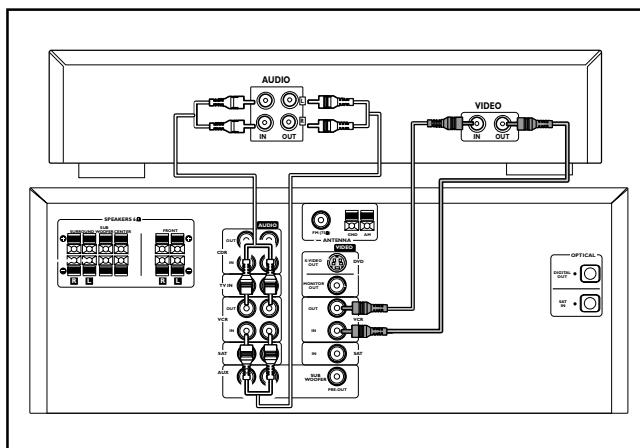 AUDIO
L
R
IN OUT
VIDEO
IN OUT
SPEAKERS 6Ω
SURROUND SUB WOOFER CENTER
FRONT
R L
R L
AUDIO
OUT
CDR
IN
TV IN
OUT
VCR
IN
SAT
AUX
FM (75Ω)
GND AM
ANTENNA
VIDEO
S-VIDEO OUT
DVD
MONITOR OUT
OUT
VCR
IN
IN
SAT
SUB WOOFER
PRE-OUT
OPTICAL
DIGITAL OUT
SAT IN